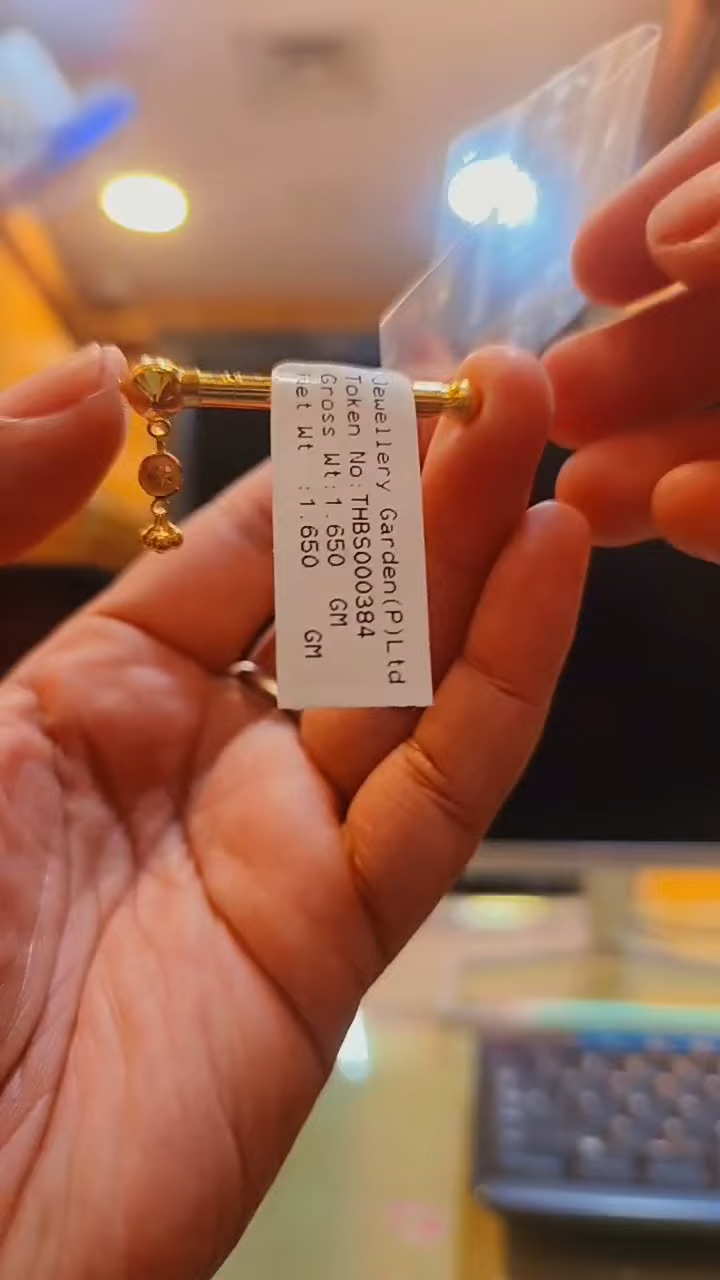 Jewellery Garden(P)Ltd
Token No:THBS000384
Gross Wt:1.650 GM
Net Wt :1.650 GM